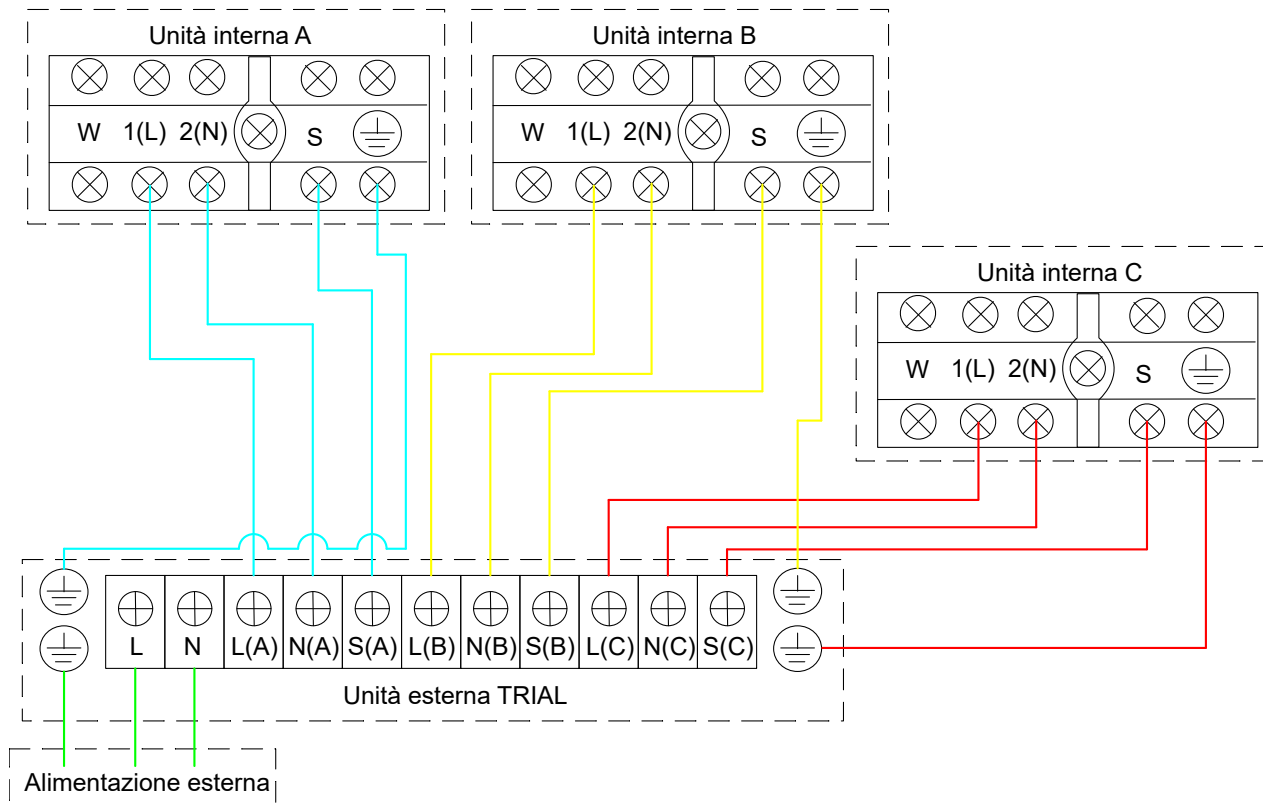 Unità interna A
W 1(L) 2(N) S
Unità interna B
W 1(L) 2(N) S
Unità interna C
W 1(L) 2(N) S
L N L(A) N(A) S(A) L(B) N(B) S(B) L(C) N(C) S(C)
Unità esterna TRIAL
Alimentazione esterna